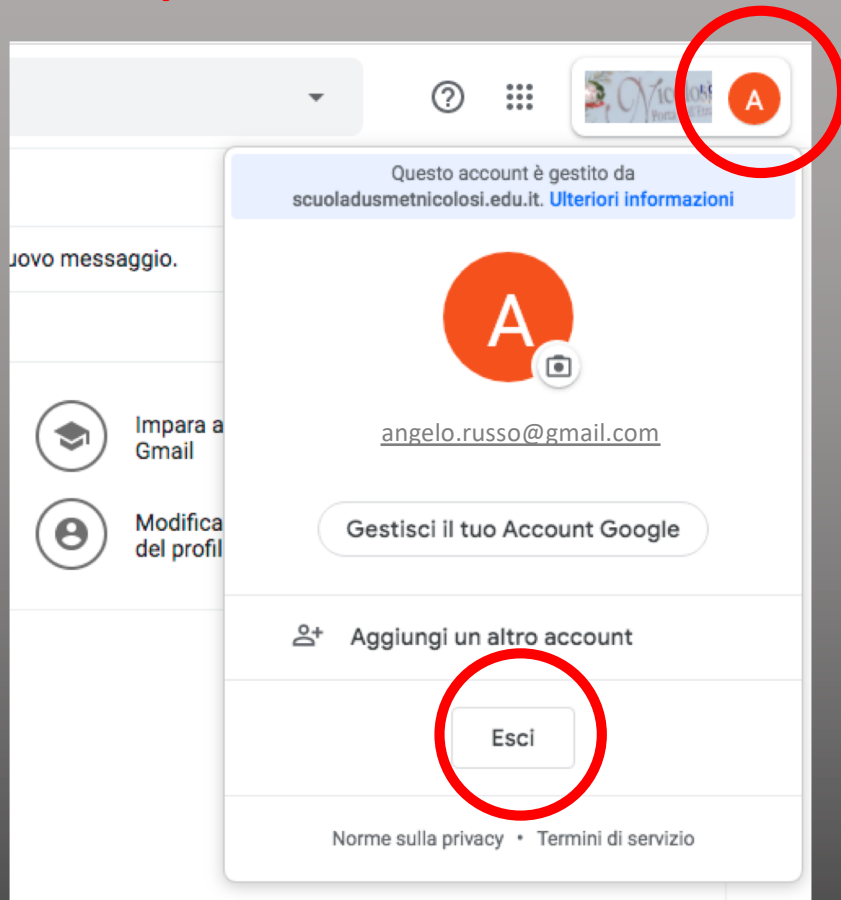 A
Questo account è gestito da
scuoladusmetnicolosi.edu.it. Ulteriori informazioni
uovo messaggio.
A
Impara a
Gmail
angelo.russo@gmail.com
Modifica
del profil
Gestisci il tuo Account Google
Aggiungi un altro account
Esci
Norme sulla privacy • Termini di servizio